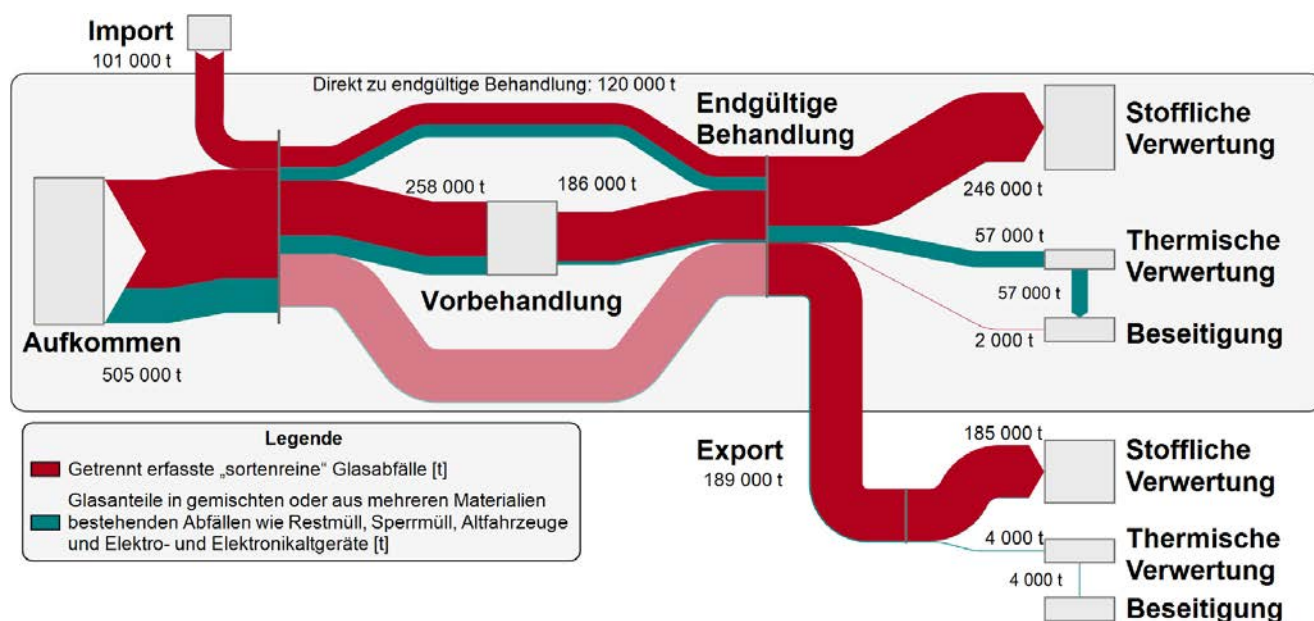 Import
101 000 t
Direkt zu endgültige Behandlung: 120 000 t
Endgültige
Behandlung
Stoffliche
Verwertung
246 000 t
258 000 t
186 000 t
57 000 t
Thermische
Verwertung
57 000 t
Vorbehandlung
2 000 t
Beseitigung
Aufkommen
505 000 t
Legende
Getrennt erfasste „sortenreine“ Glasabfälle [t]
Glasanteile in gemischten oder aus mehreren Materialien
bestehenden Abfällen wie Restmüll, Sperrmüll, Altfahrzeuge
und Elektro- und Elektronikaltgeräte [t]
Export
189 000 t
185 000 t
Stoffliche
Verwertung
4 000 t
Thermische
Verwertung
4 000 t
Beseitigung